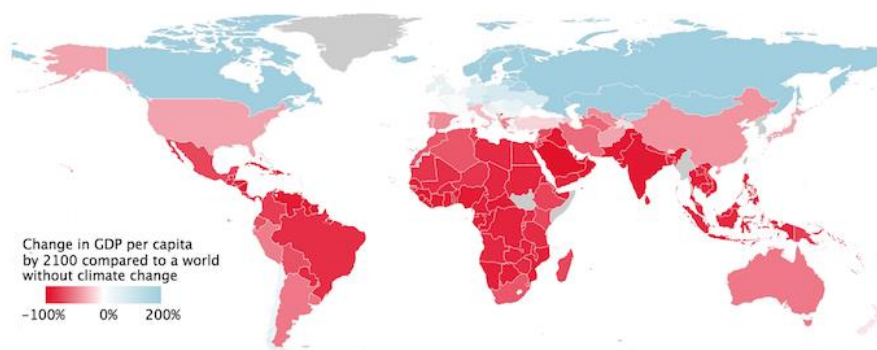 Change in GDP per capita
by 2100 compared to a world
without climate change
−100% 0% 200%